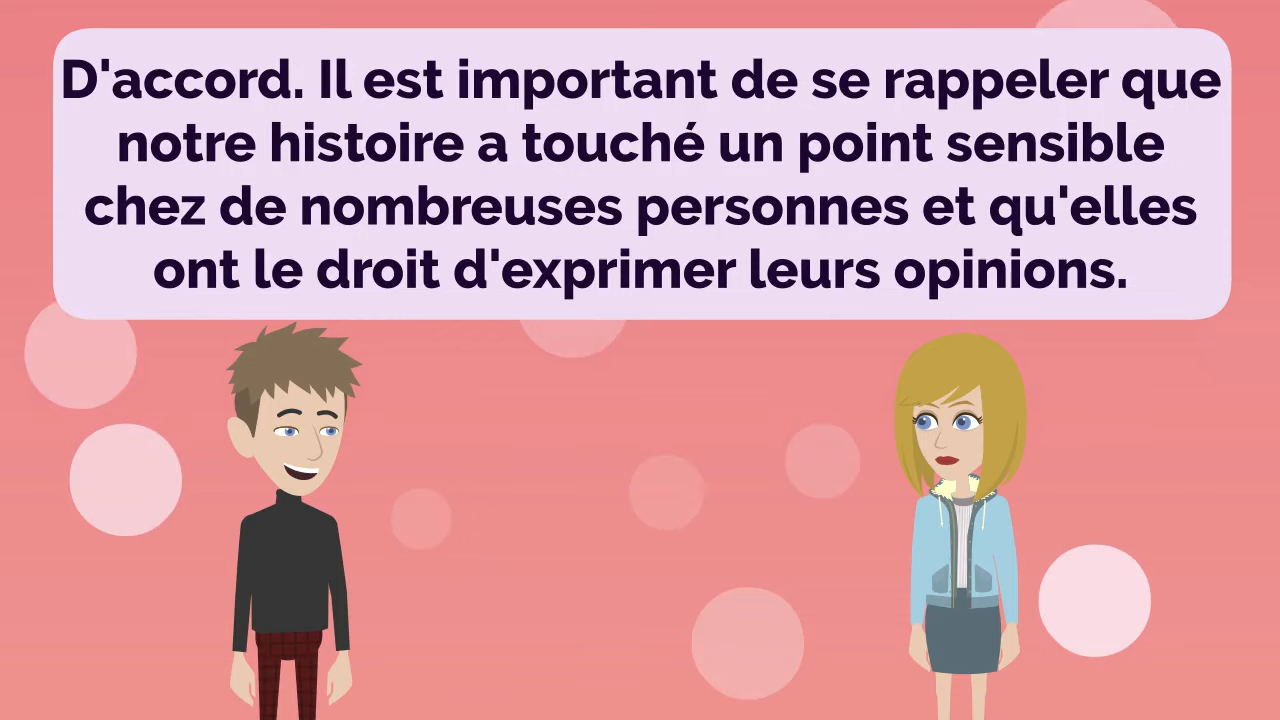 D'accord. Il est important de se rappeler que
notre histoire a touché un point sensible
chez de nombreuses personnes et qu'elles
ont le droit d'exprimer leurs opinions.